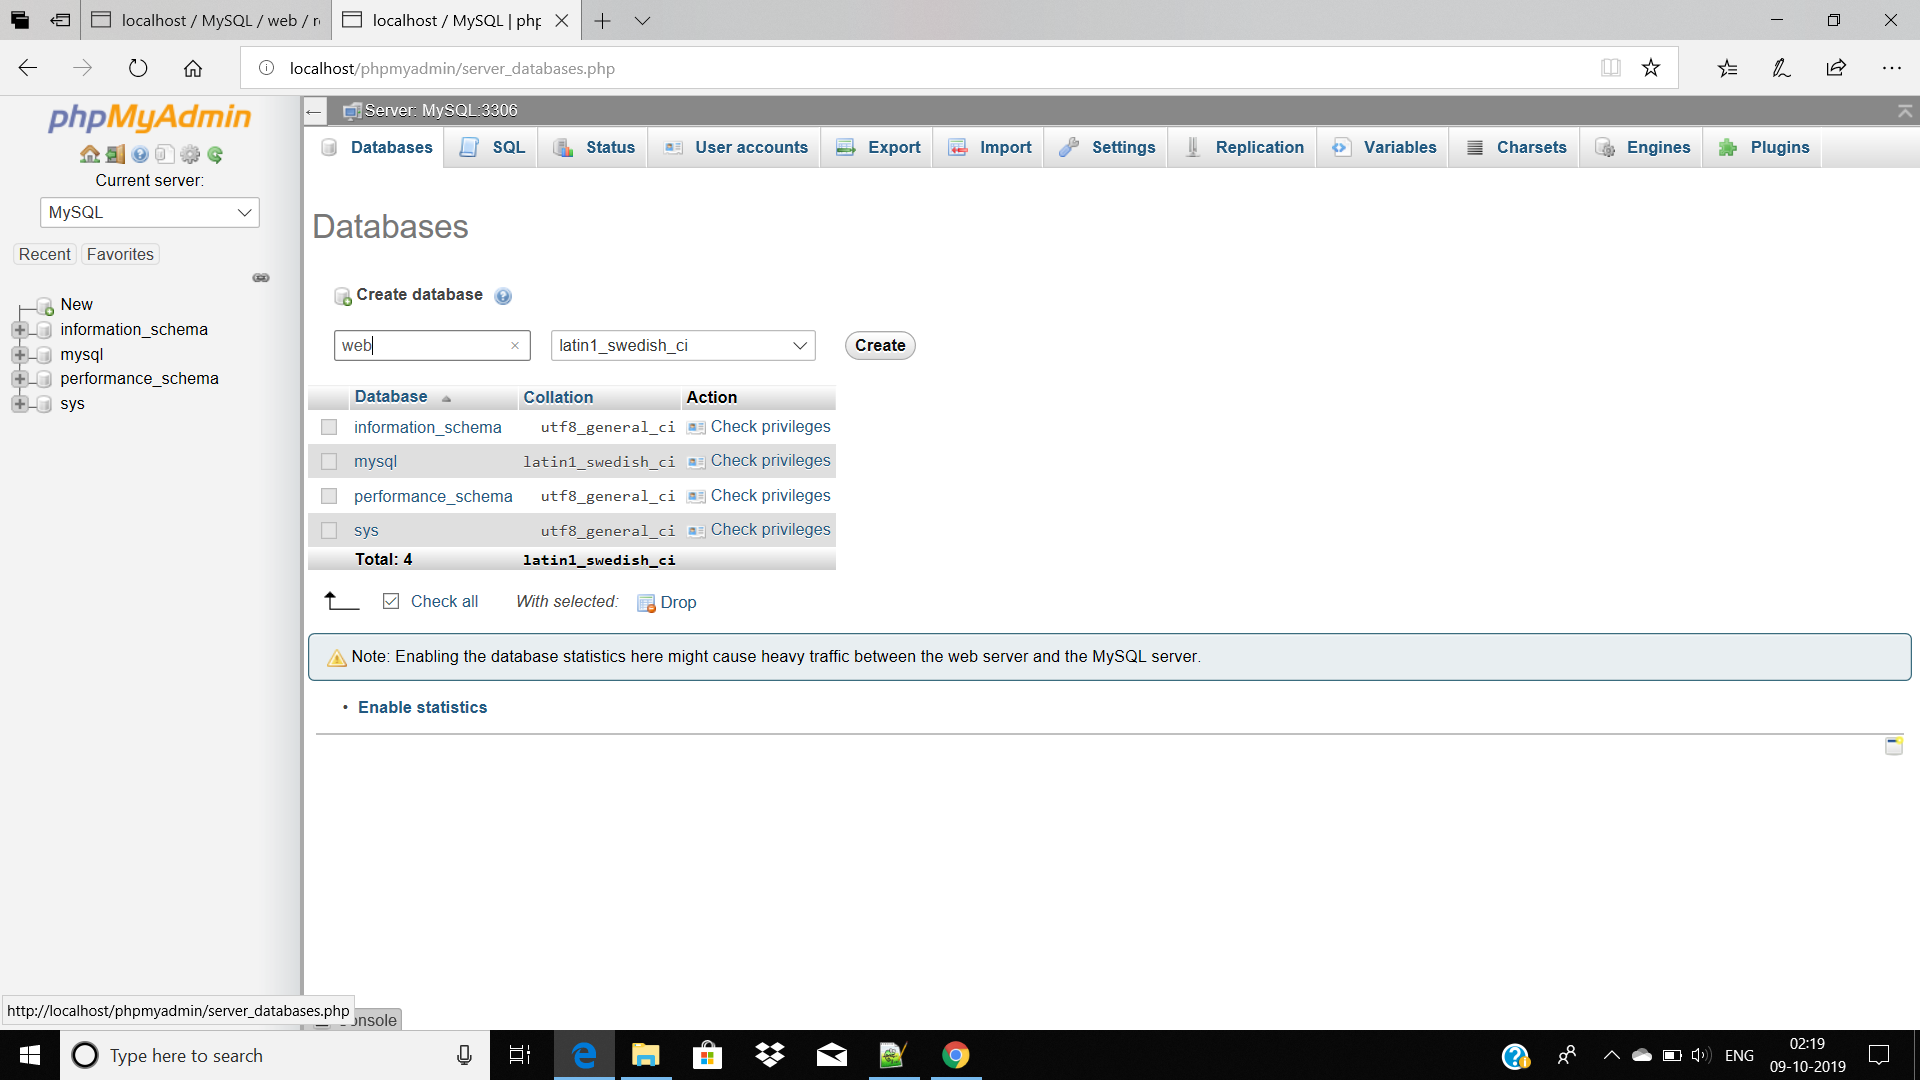 localhost / MySQL / web / r
localhost / MySQL | php
localhost/phpmyadmin/server_databases.php
phpMyAdmin
Server: MySQL:3306
Databases SQL Status User accounts Export Import Settings Replication Variables Charsets Engines Plugins
Current server:
MySQL
Recent Favorites
New
information_schema
mysql
performance_schema
sys
Databases
Create database
web latin1_swedish_ci Create
Database Collation Action
information_schema utf8_general_ci Check privileges
mysql latin1_swedish_ci Check privileges
performance_schema utf8_general_ci Check privileges
sys utf8_general_ci Check privileges
Total: 4 latin1_swedish_ci
Check all With selected: Drop
Note: Enabling the database statistics here might cause heavy traffic between the web server and the MySQL server.
• Enable statistics
http://localhost/phpmyadmin/server_databases.php
onsole
Type here to search
ENG
02:19
09-10-2019